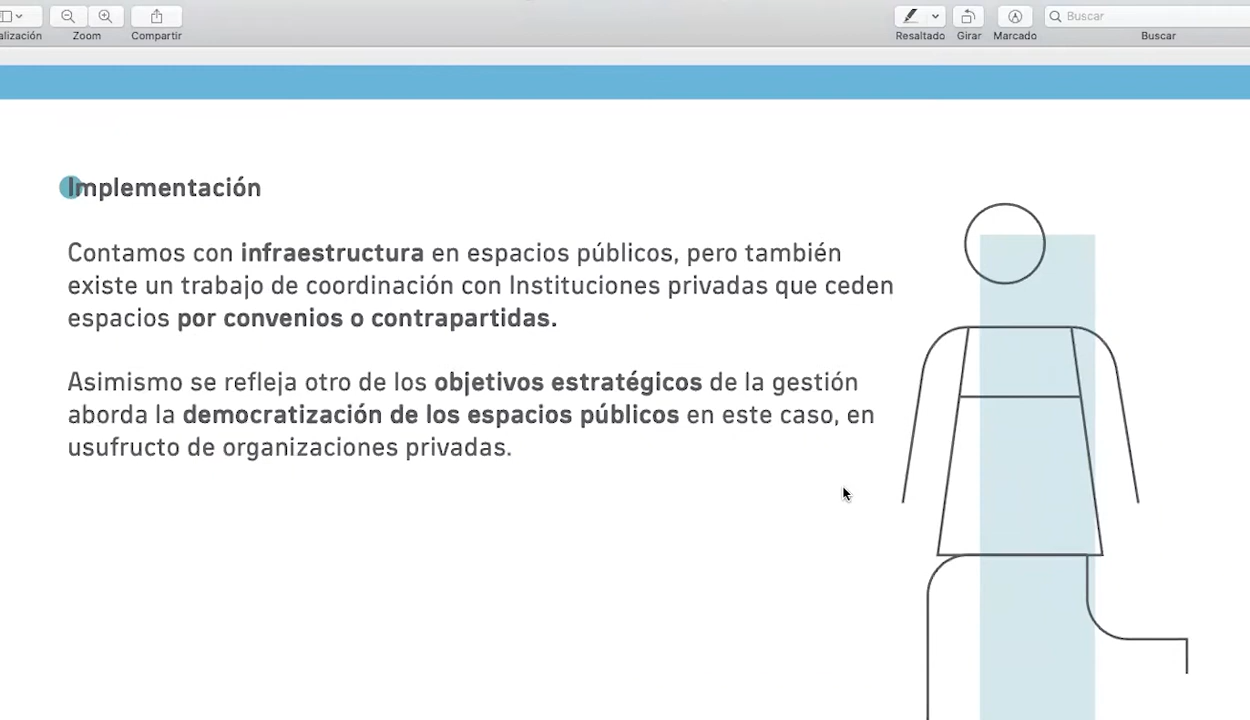 alización
Zoom
Compartir
Resaltado
Girar
Marcado
Buscar
Buscar
Implementación
Contamos con infraestructura en espacios públicos, pero también
existe un trabajo de coordinación con Instituciones privadas que ceden
espacios por convenios o contrapartidas.
Asimismo se refleja otro de los objetivos estratégicos de la gestión
aborda la democratización de los espacios públicos en este caso, en
usufructo de organizaciones privadas.